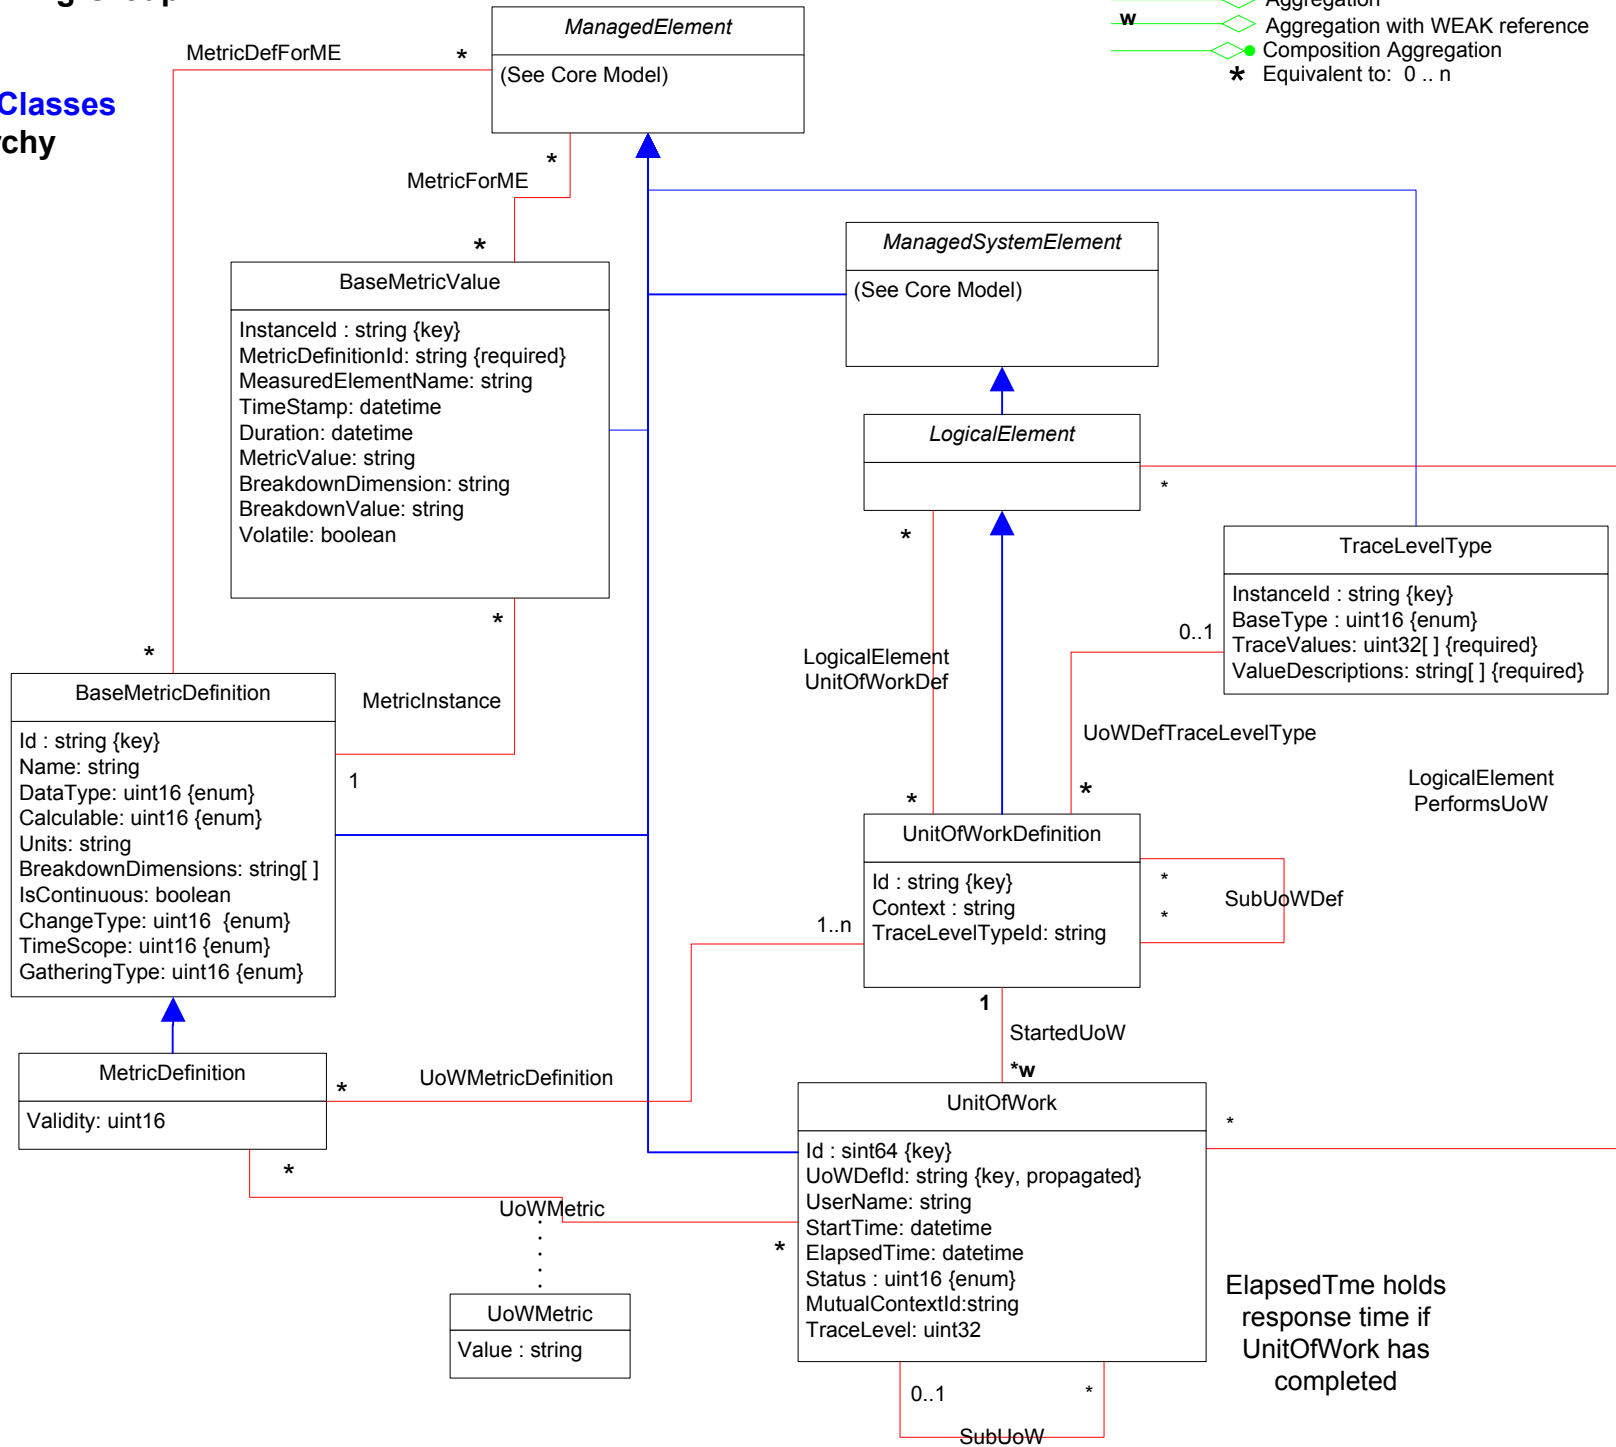 Classes
ManagedElement
(See Core Model)
Aggregation
w
Aggregation with WEAK reference
Composition Aggregation
* Equivalent to: 0 .. n
MetricDefForME
*
*
MetricForME
*
*
BaseMetricValue
InstanceId : string {key}
MetricDefinitionId: string {required}
MeasuredElementName: string
TimeStamp: datetime
Duration: datetime
MetricValue: string
BreakdownDimension: string
BreakdownValue: string
Volatile: boolean
ManagedSystemElement
(See Core Model)
LogicalElement
*
*
TraceLevelType
InstanceId : string {key}
BaseType : uint16 {enum}
TraceValues: uint32[ ] {required}
ValueDescriptions: string[ ] {required}
0..1
LogicalElement
UnitOfWorkDef
UoWDefTraceLevelType
LogicalElement
PerformsUoW
*
*
*
BaseMetricDefinition
Id : string {key}
Name: string
DataType: uint16 {enum}
Calculable: uint16 {enum}
Units: string
BreakdownDimensions: string[ ]
IsContinuous: boolean
ChangeType: uint16 {enum}
TimeScope: uint16 {enum}
GatheringType: uint16 {enum}
*
MetricInstance
1
UnitOfWorkDefinition
Id : string {key}
Context : string
TraceLevelTypeId: string
*
SubUoWDef
*
1..n
1
StartedUoW
*w
MetricDefinition
Validity: uint16
*
UoWMetricDefinition
*
UoWMetric
*
UoWMetric
Value : string
UnitOfWork
Id : sint64 {key}
UoWDefId: string {key, propagated}
UserName: string
StartTime: datetime
ElapsedTime: datetime
Status : uint16 {enum}
MutualContextId:string
TraceLevel: uint32
*
ElapsedTme holds
response time if
UnitOfWork has
completed
0..1
*
SubUoW